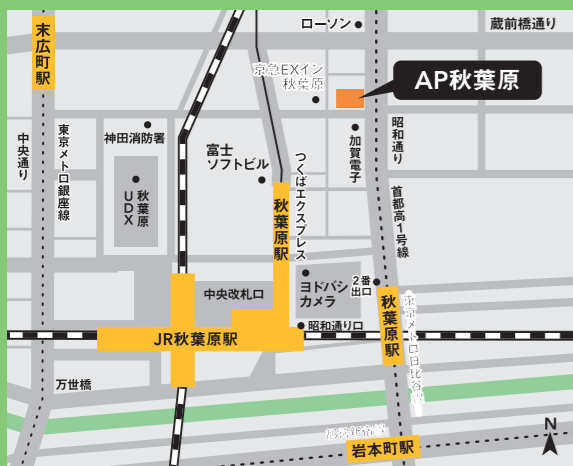 ローソン
蔵前橋通り
末広町駅
京急EXイン
秋葉原
AP秋葉原
中央通り
東京メトロ銀座線
神田消防署
秋葉原
UDX
富士
ソフトビル
つくばエクスプレス
加賀電子
昭和通り
首都高1号線
秋葉原駅
中央改札口
ヨドバシ
カメラ
2番
出口
秋葉原駅
東京メトロ日比谷線
JR秋葉原駅
昭和通り口
万世橋
岩本町駅
N